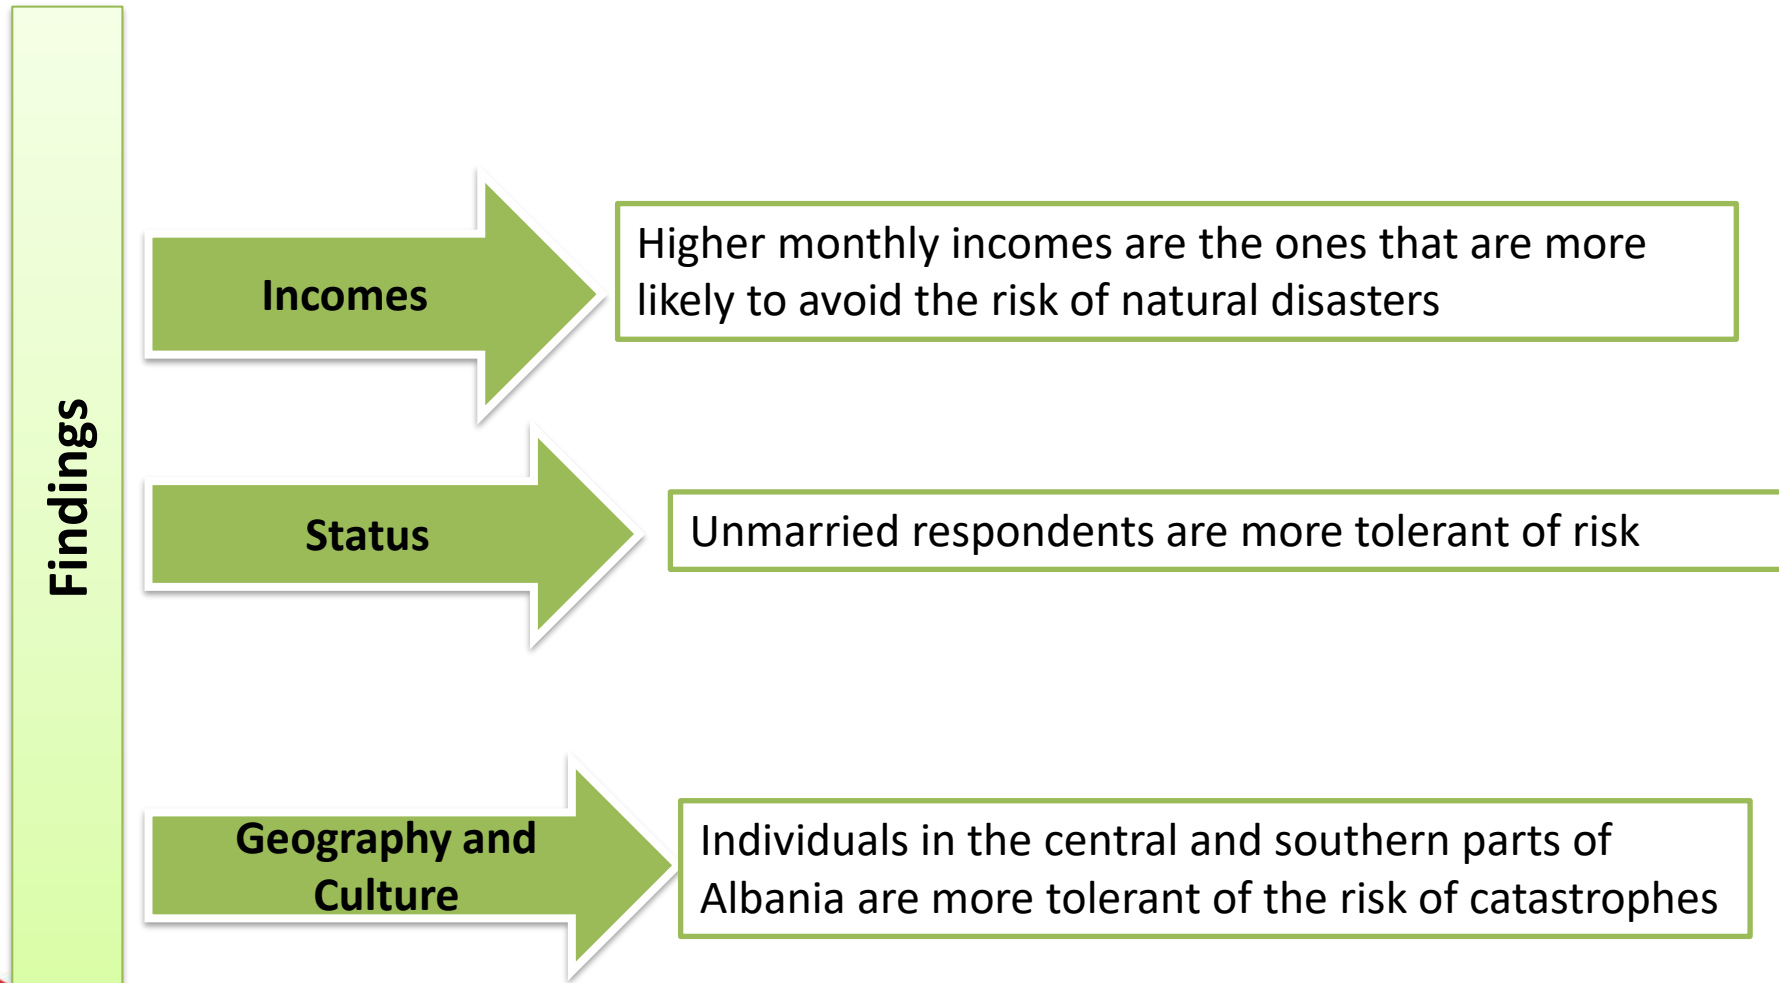 Findings
Incomes
Higher monthly incomes are the ones that are more
likely to avoid the risk of natural disasters
Status
Unmarried respondents are more tolerant of risk
Geography and
Culture
Individuals in the central and southern parts of
Albania are more tolerant of the risk of catastrophes